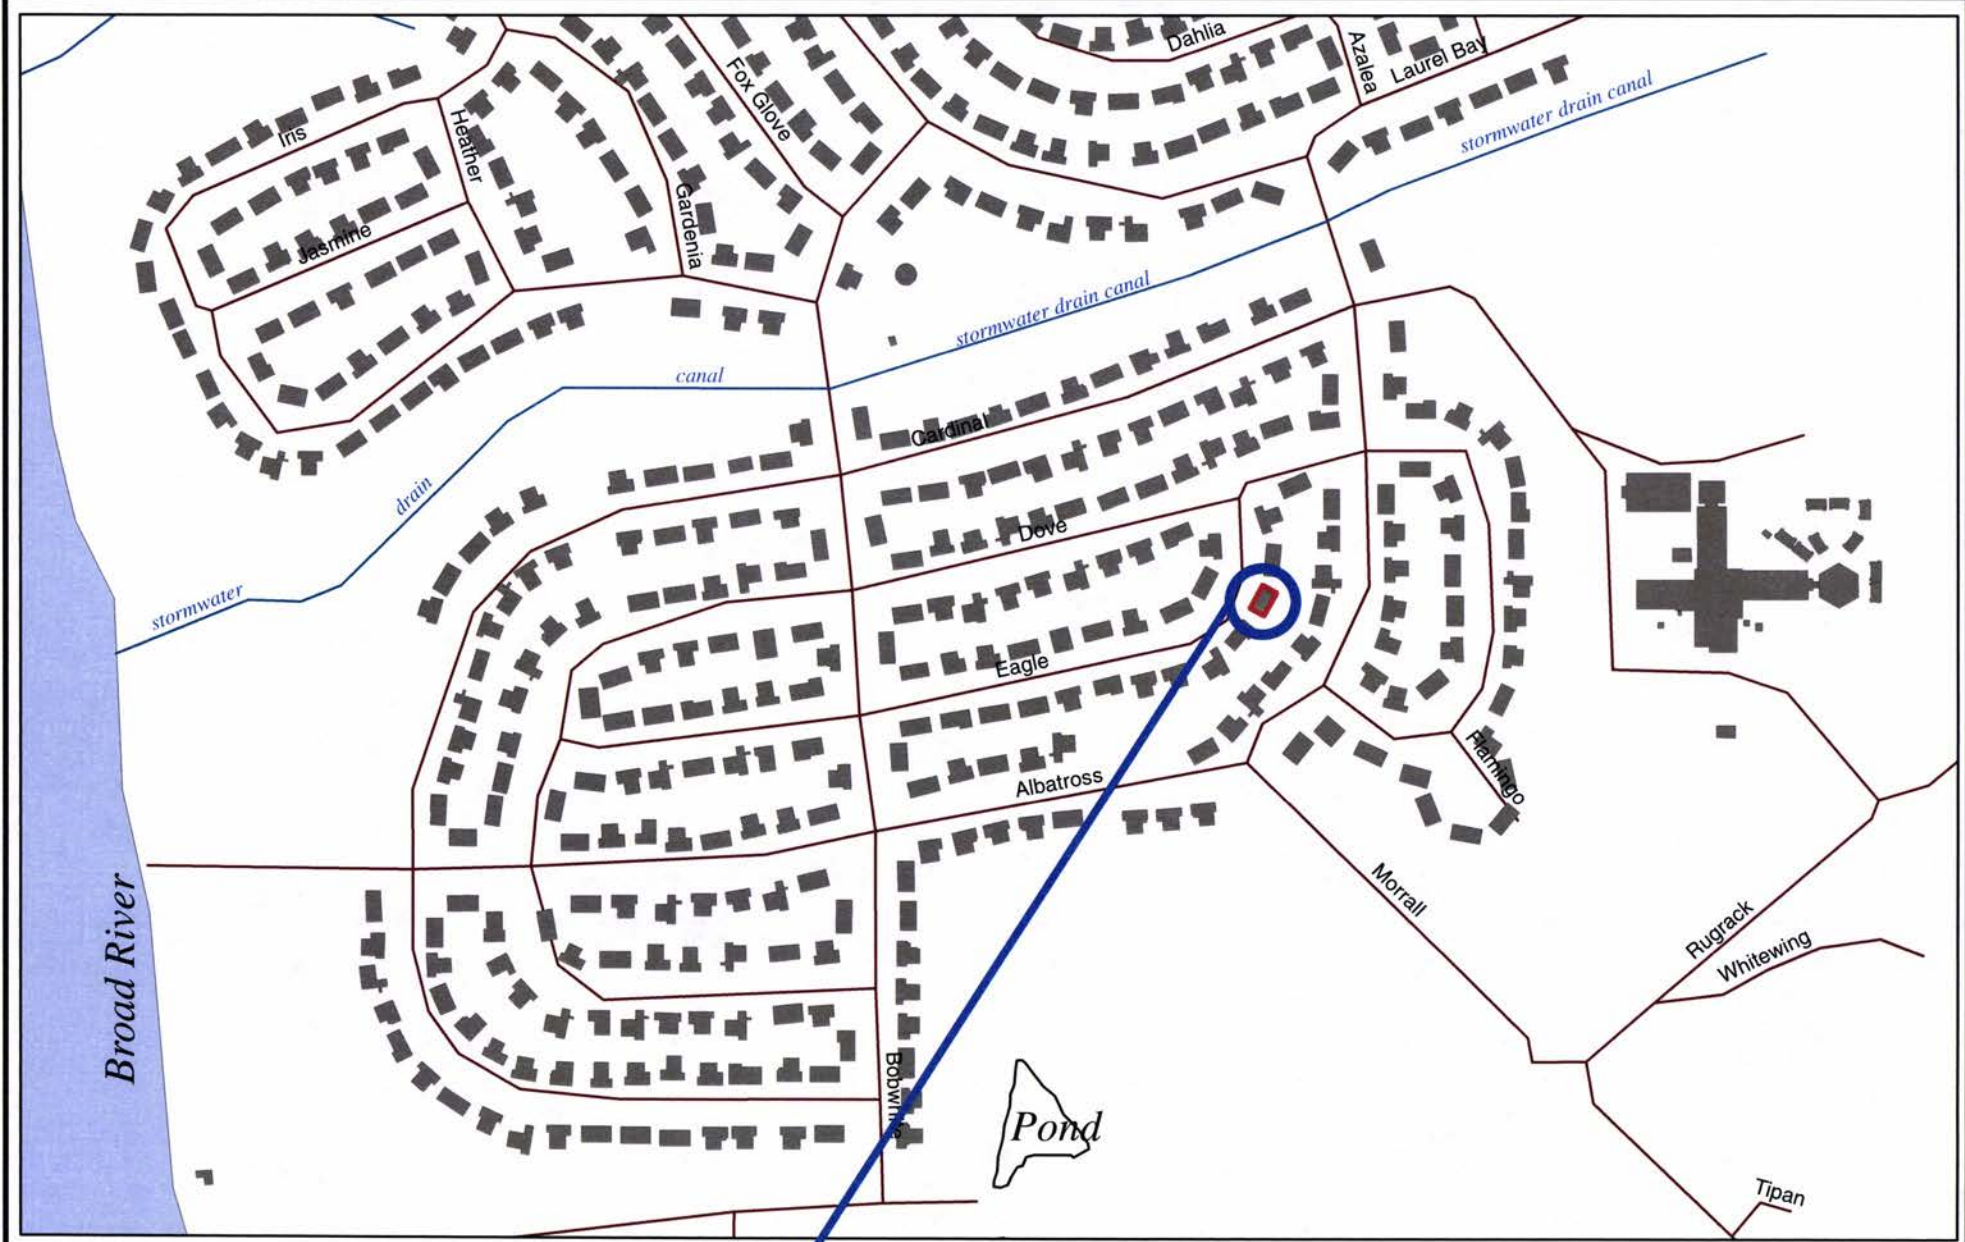 Dahlia
Azalea
Laurel Bay
Fox Glove
Iris
Heather
stormwater drain canal
Gardenia
Jasmine
stormwater drain canal
canal
Cardinal
drain
Dove
stormwater
Eagle
Flamingo
Albatross
Morrall
Broad River
Rugrack
Whitewing
Bobwhite
Pond
Tipan